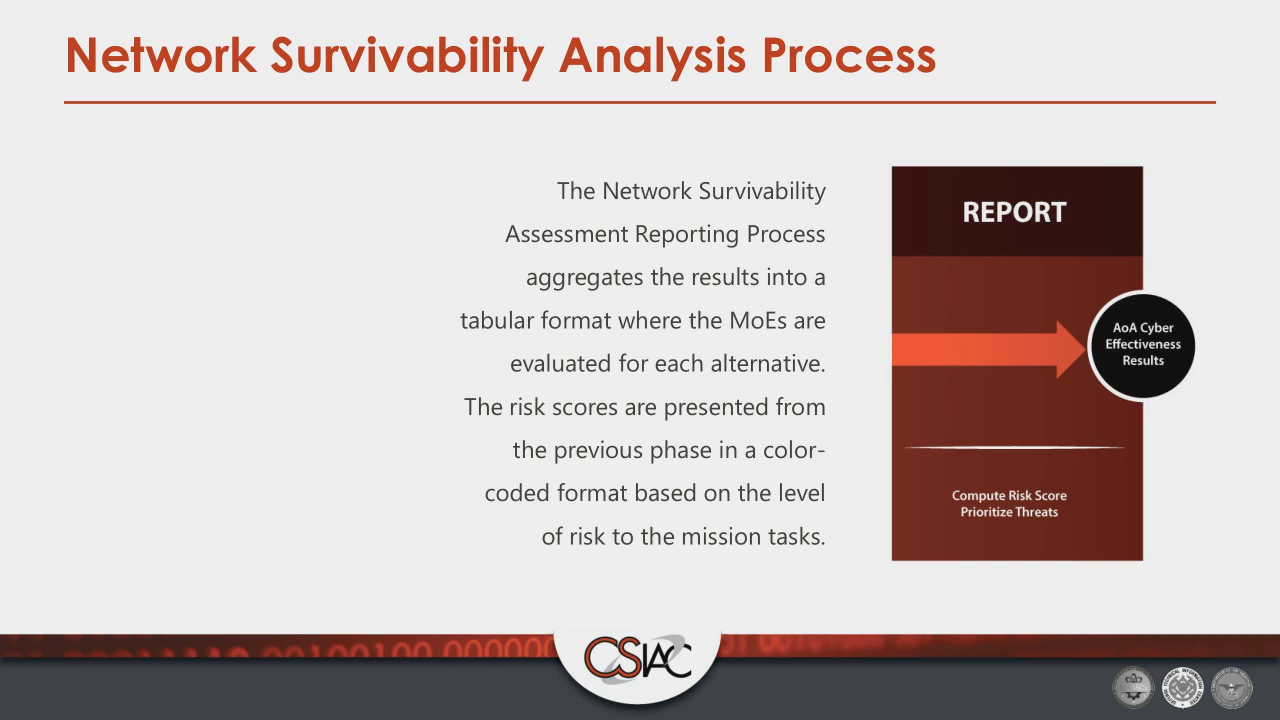 Network Survivability Analysis Process
The Network Survivability
Assessment Reporting Process
aggregates the results into a
tabular format where the MoEs are
evaluated for each alternative.
The risk scores are presented from
the previous phase in a color-
coded format based on the level
of risk to the mission tasks.
REPORT
AoA Cyber
Effectiveness
Results
Compute Risk Score
Prioritize Threats
CSIAC